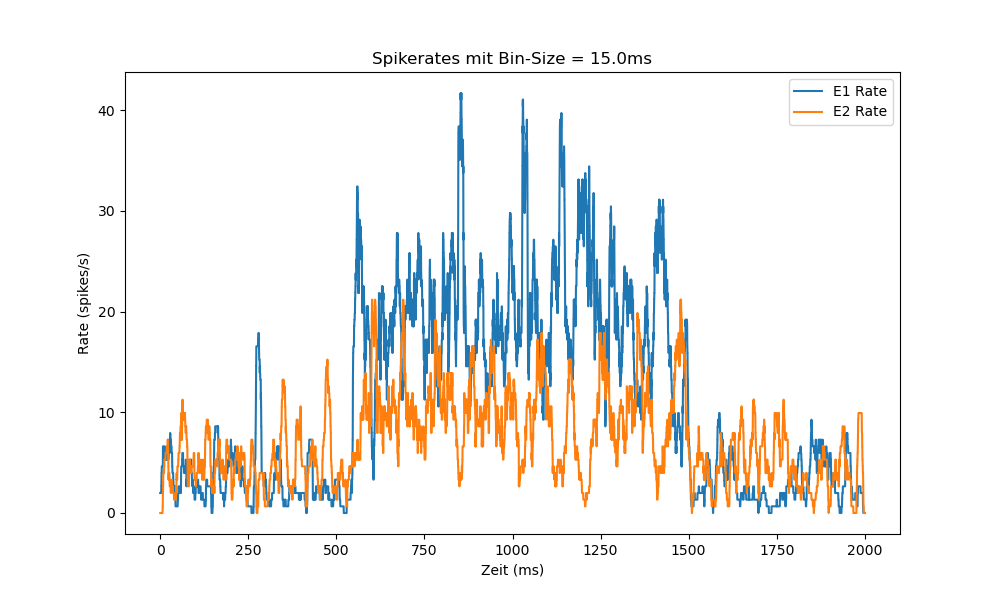 Spikerates mit Bin-Size = 15.0ms
E1 Rate
E2 Rate
40
30
20
10
0
Rate (spikes/s)
0 250 500 750 1000 1250 1500 1750 2000
Zeit (ms)